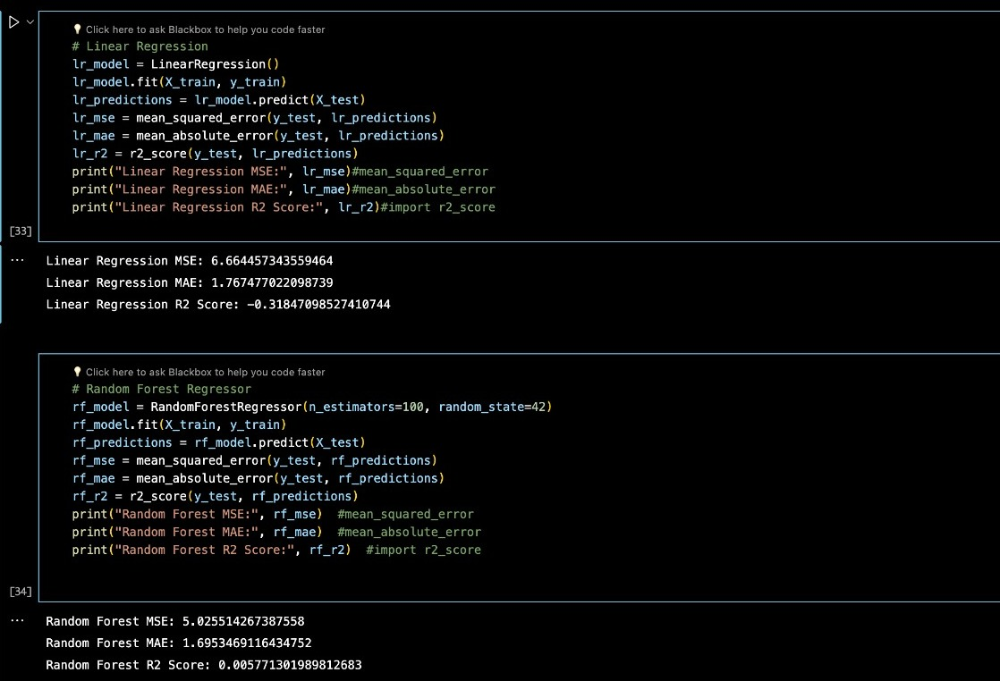 Click here to ask Blackbox to help you code faster
# Linear Regression
lr_model = LinearRegression()
lr_model.fit(X_train, y_train)
lr_predictions = lr_model.predict(X_test)
lr_mse = mean_squared_error(y_test, lr_predictions)
lr_mae = mean_absolute_error(y_test, lr_predictions)
lr_r2 = r2_score(y_test, lr_predictions)
print("Linear Regression MSE:", lr_mse)#mean_squared_error
print("Linear Regression MAE:", lr_mae)#mean_absolute_error
print("Linear Regression R2 Score:", lr_r2)#import r2_score
[33]
... Linear Regression MSE: 6.664457343559464
Linear Regression MAE: 1.767477022098739
Linear Regression R2 Score: -0.31847098527410744
Click here to ask Blackbox to help you code faster
# Random Forest Regressor
rf_model = RandomForestRegressor(n_estimators=100, random_state=42)
rf_model.fit(X_train, y_train)
rf_predictions = rf_model.predict(X_test)
rf_mse = mean_squared_error(y_test, rf_predictions)
rf_mae = mean_absolute_error(y_test, rf_predictions)
rf_r2 = r2_score(y_test, rf_predictions)
print("Random Forest MSE:", rf_mse)  #mean_squared_error
print("Random Forest MAE:", rf_mae)  #mean_absolute_error
print("Random Forest R2 Score:", rf_r2)  #import r2_score
[34]
... Random Forest MSE: 5.025514267387558
Random Forest MAE: 1.6953469116434752
Random Forest R2 Score: 0.005771301989812683